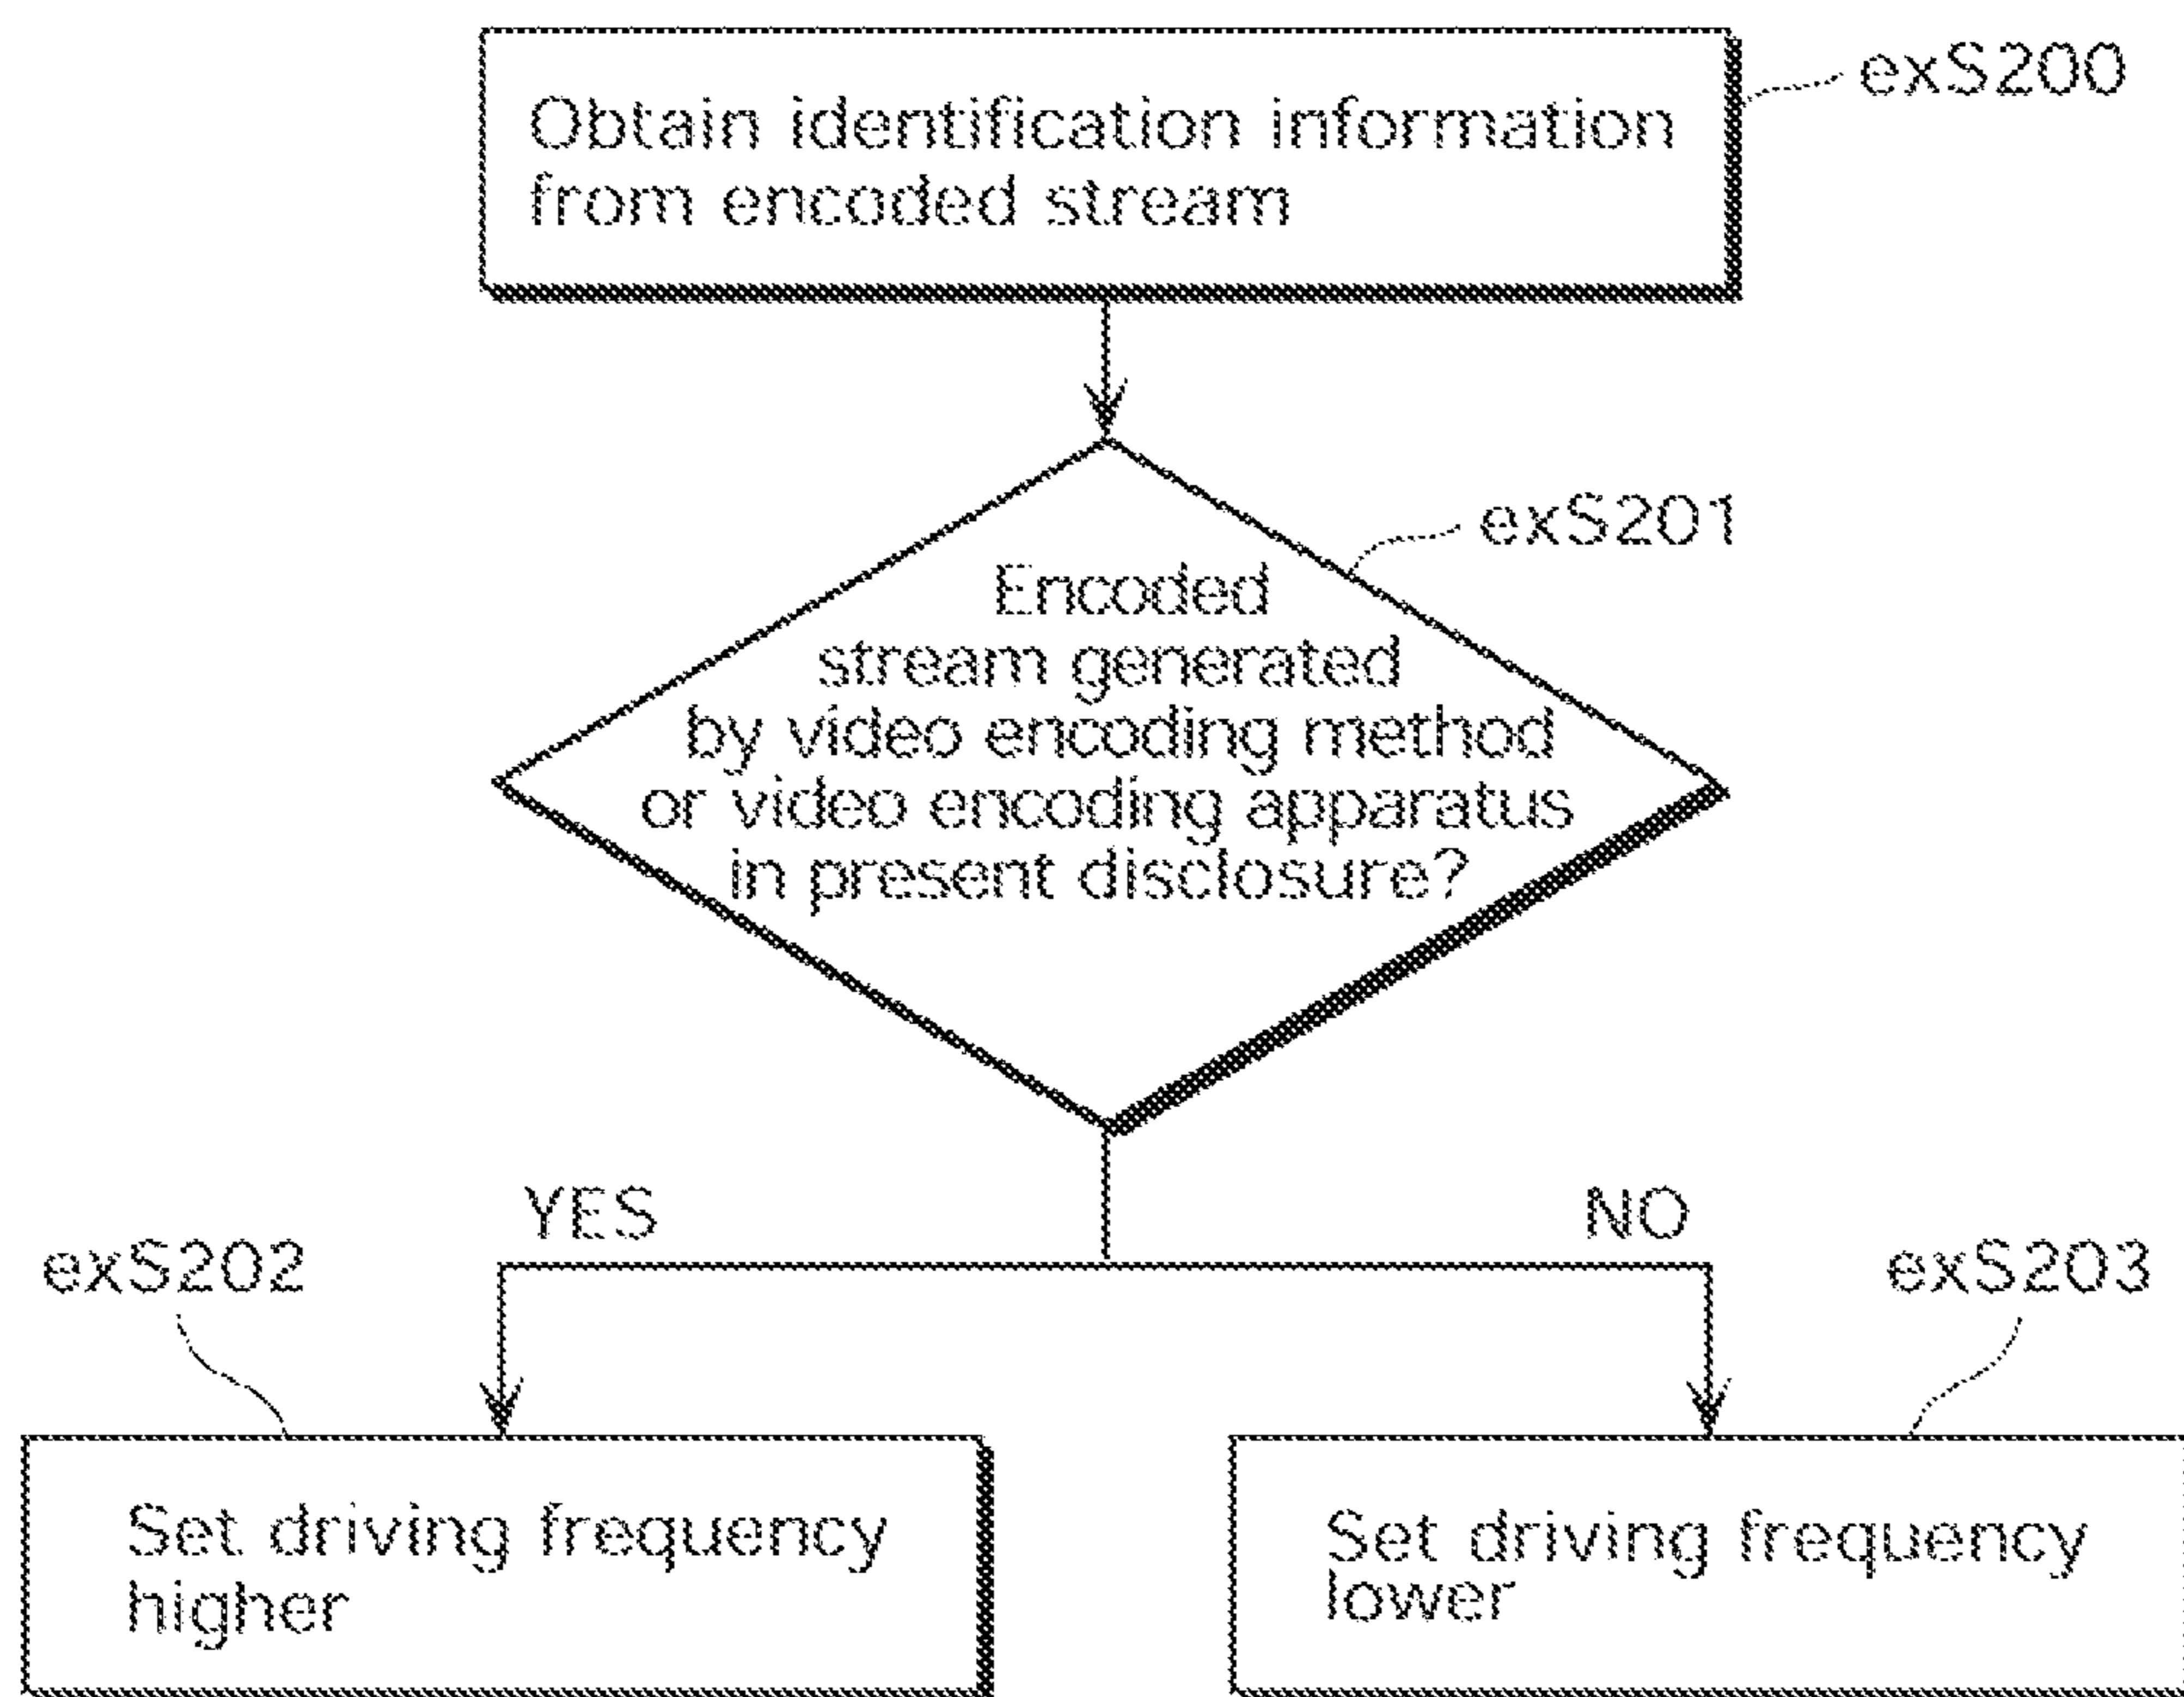 exS200
Obtain identification information
from encoded stream
exS201
Encoded
stream generated
by video encoding method
or video encoding apparatus
in present disclosure?
YES
NO
exS202
exS203
Set driving frequency
higher
Set driving frequency
lower